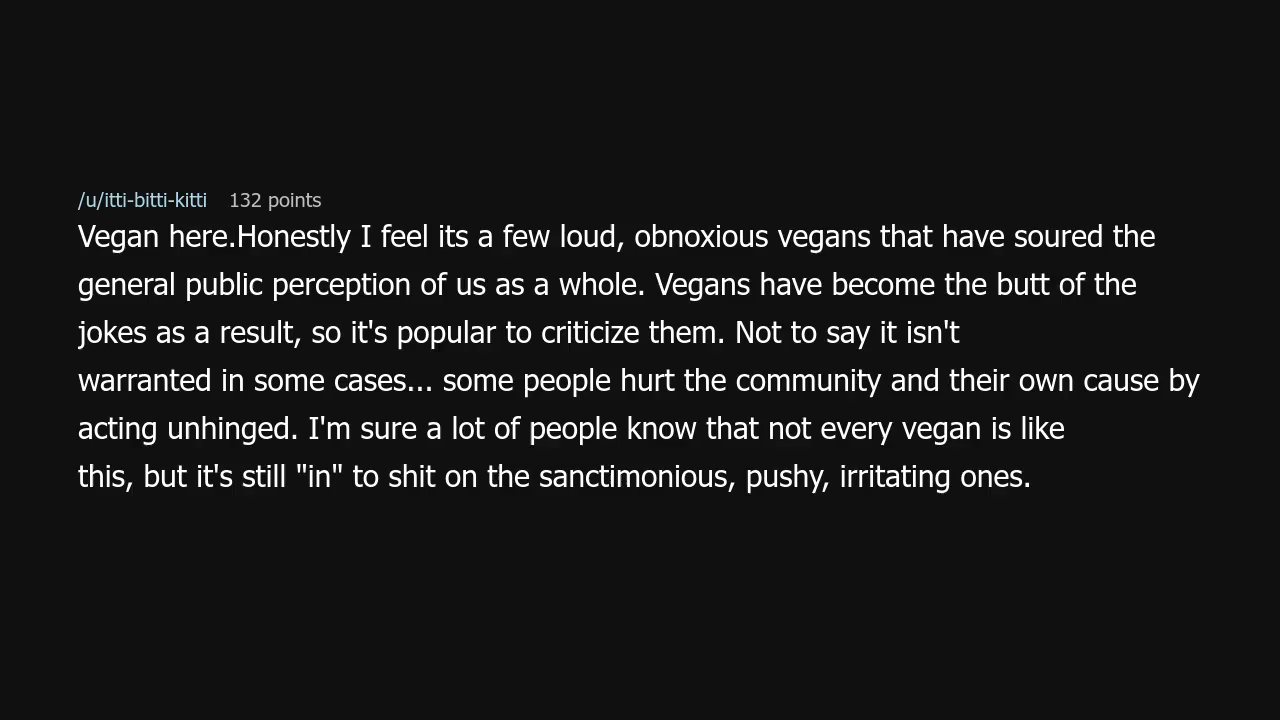 /u/itti-bitti-kitti 132 points
Vegan here.Honestly I feel its a few loud, obnoxious vegans that have soured the
general public perception of us as a whole. Vegans have become the butt of the
jokes as a result, so it's popular to criticize them. Not to say it isn't
warranted in some cases... some people hurt the community and their own cause by
acting unhinged. I'm sure a lot of people know that not every vegan is like
this, but it's still "in" to shit on the sanctimonious, pushy, irritating ones.